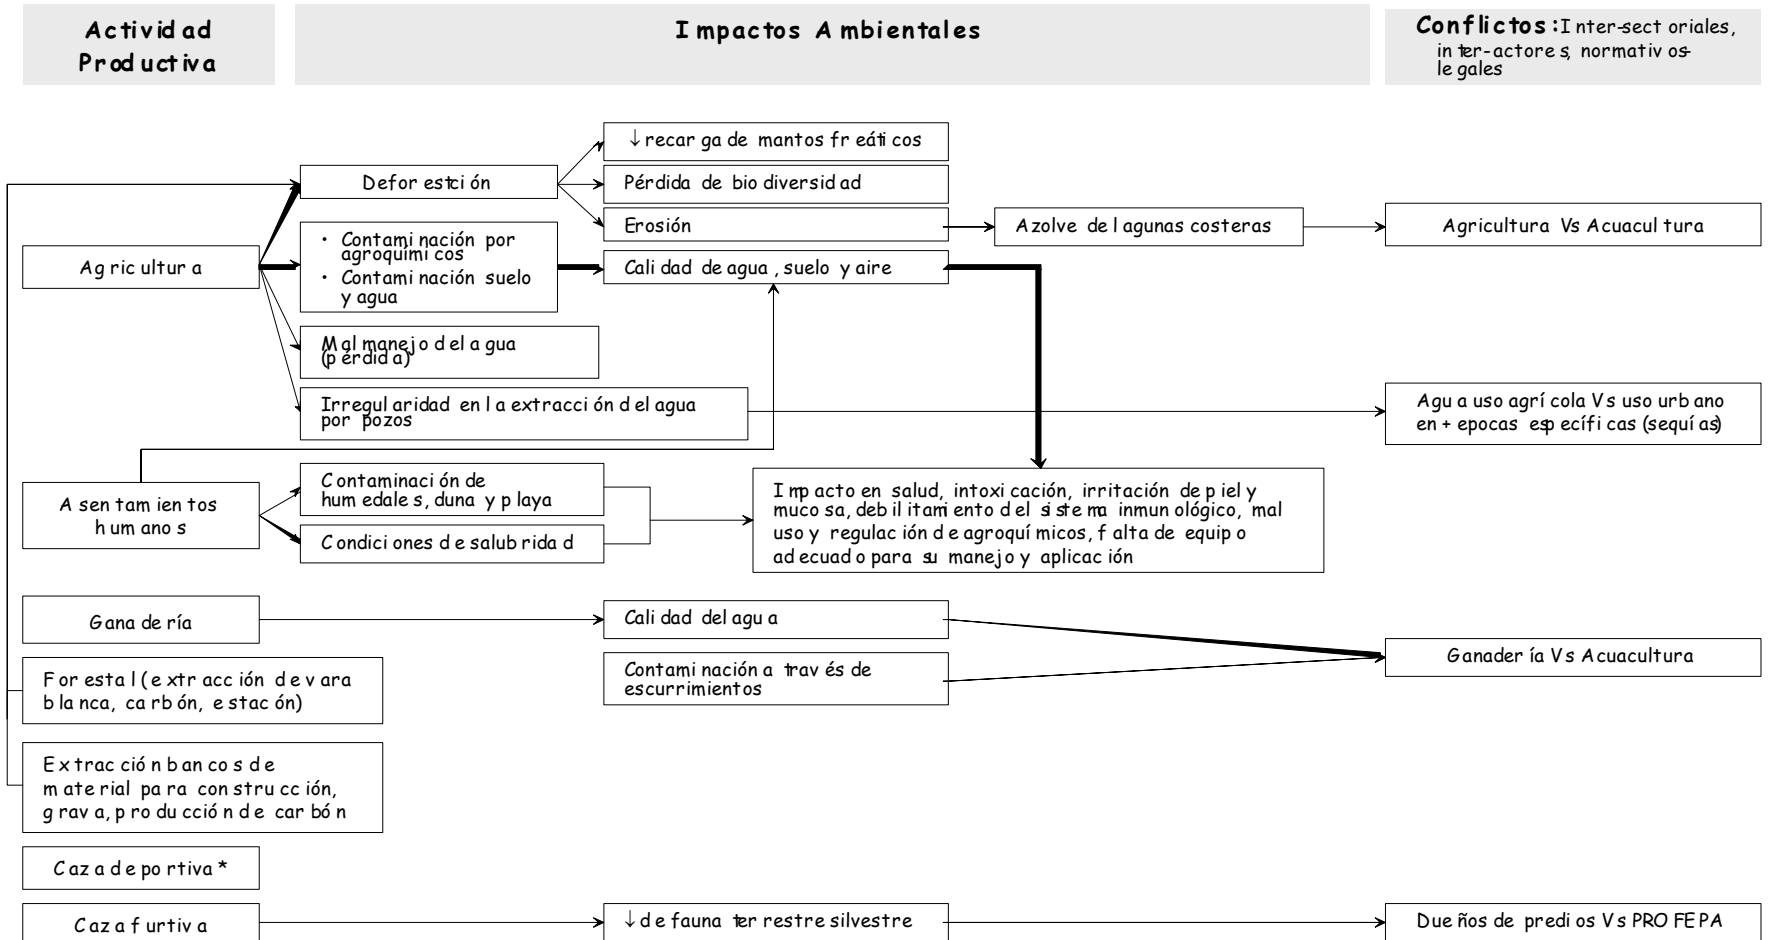 Actividad
Productiva
Impactos Ambientales
Conflictos: Inter-sectoriales,
inter-actores, normativos-
legales
↓ recarga de mantos freáticos
Deforestción
Pérdida de biodiversidad
Erosión
Azolve de lagunas costeras
Agricultura Vs Acuacultura
Agricultura
• Contaminación por
agroquímicos
• Contaminación suelo
y agua
Calidad de agua, suelo y aire
Mal manejo del agua
(pérdida)
Irregularidad en la extracción del agua
por pozos
Agua uso agrícola Vs uso urbano
en + epocas específicas (sequías)
Asentamientos
humanos
Contaminación de
humedales, duna y playa
Condiciones de salubridad
Impacto en salud, intoxicación, irritación de piel y
mucosa, debilitamiento del sistema inmunológico, mal
uso y regulación de agroquímicos, falta de equipo
adecuado para su manejo y aplicación
Ganadería
Calidad del agua
Contaminación a través de
escurrimientos
Ganadería Vs Acuacultura
Forestal (extracción de vara
blanca, carbón, estación)
Extracción bancos de
material para construcción,
grava, producción de carbón
Caza deportiva *
Caza furtiva
↓ de fauna terrestre silvestre
Dueños de predios Vs PROFEPA